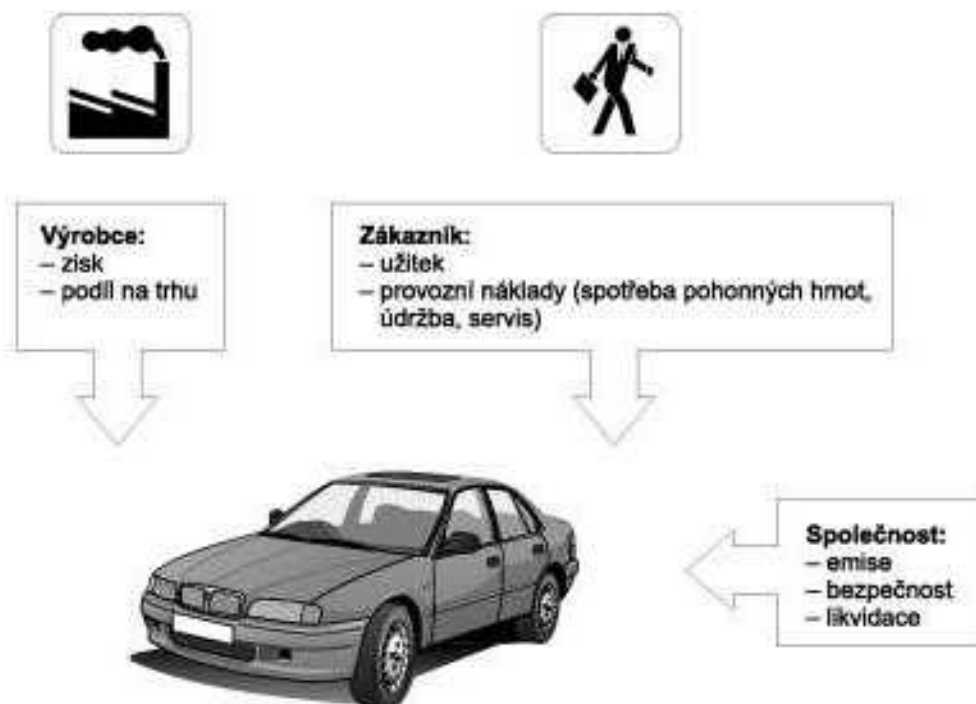 Výrobce:
– zisk
– podíl na trhu
Zákazník:
– užitek
– provozní náklady (spotřeba pohonných hmot,
údržba, servis)
Společnost:
– emise
– bezpečnost
– likvidace